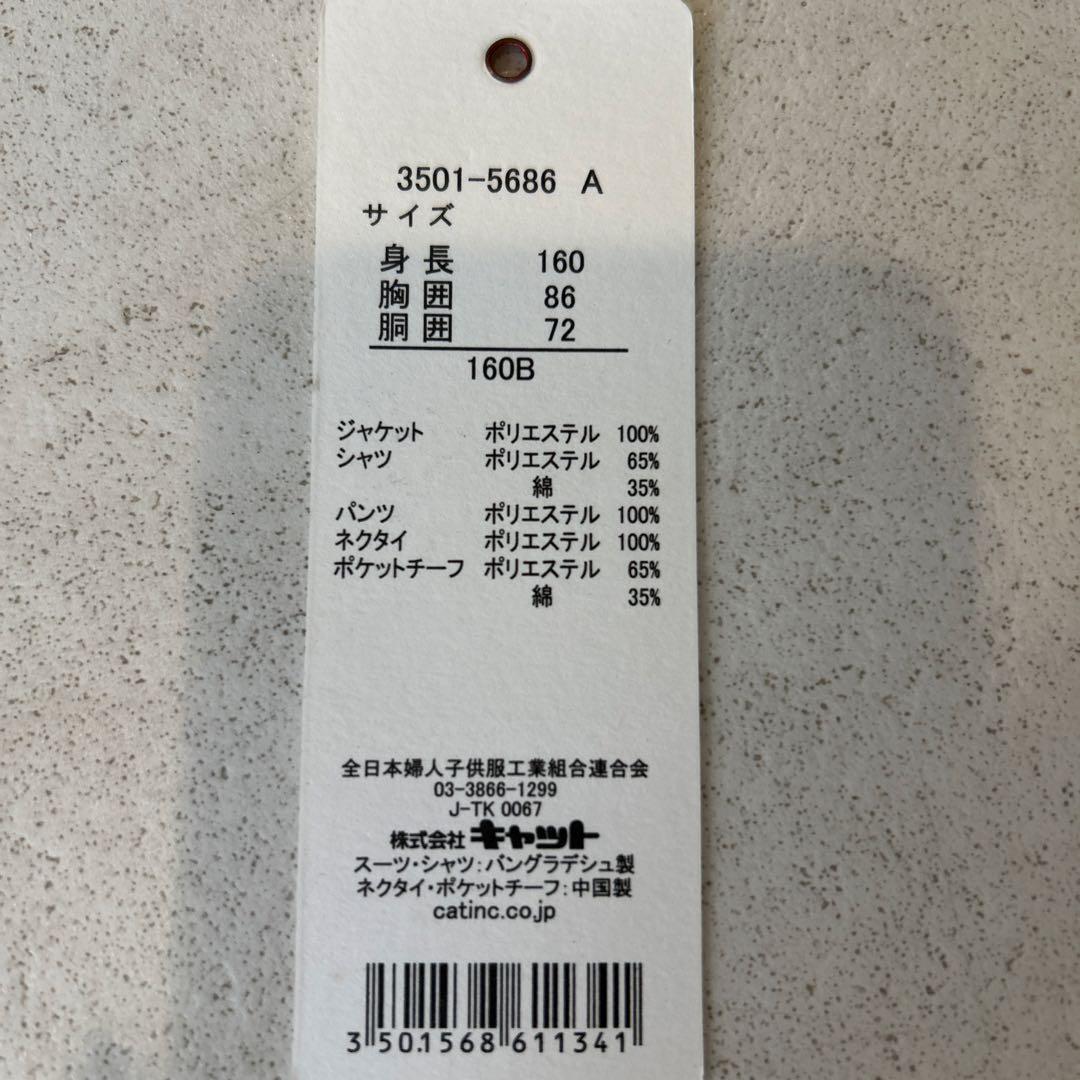 3501-5686 A
サイズ
身長 160
胸囲 86
胴囲 72
160B
ジャケット ポリエステル 100%
シャツ ポリエステル 65%
綿 35%
パンツ ポリエステル 100%
ネクタイ ポリエステル 100%
ポケットチーフ ポリエステル 65%
綿 35%
全日本婦人子供服工業組合連合会
03-3866-1299
J-TK 0067
株式会社 キャット
スーツ・シャツ:バングラデシュ製
ネクタイ・ポケットチーフ:中国製
catinc.co.jp
3 501568 611341